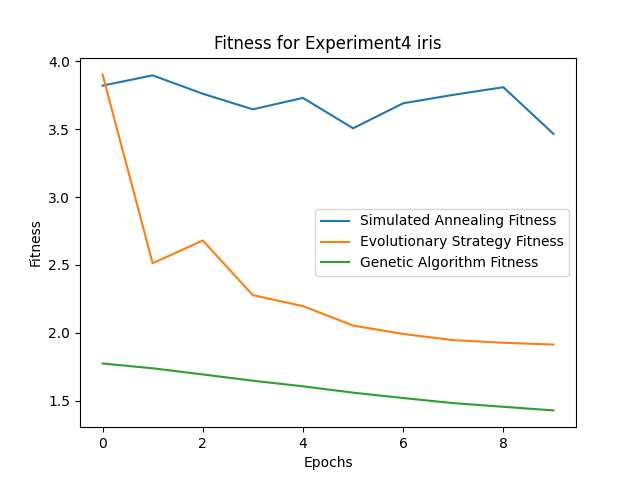 Fitness for Experiment4 iris
4.0
3.5
3.0
2.5
2.0
1.5
Fitness
Simulated Annealing Fitness
Evolutionary Strategy Fitness
Genetic Algorithm Fitness
0 2 4 6 8
Epochs